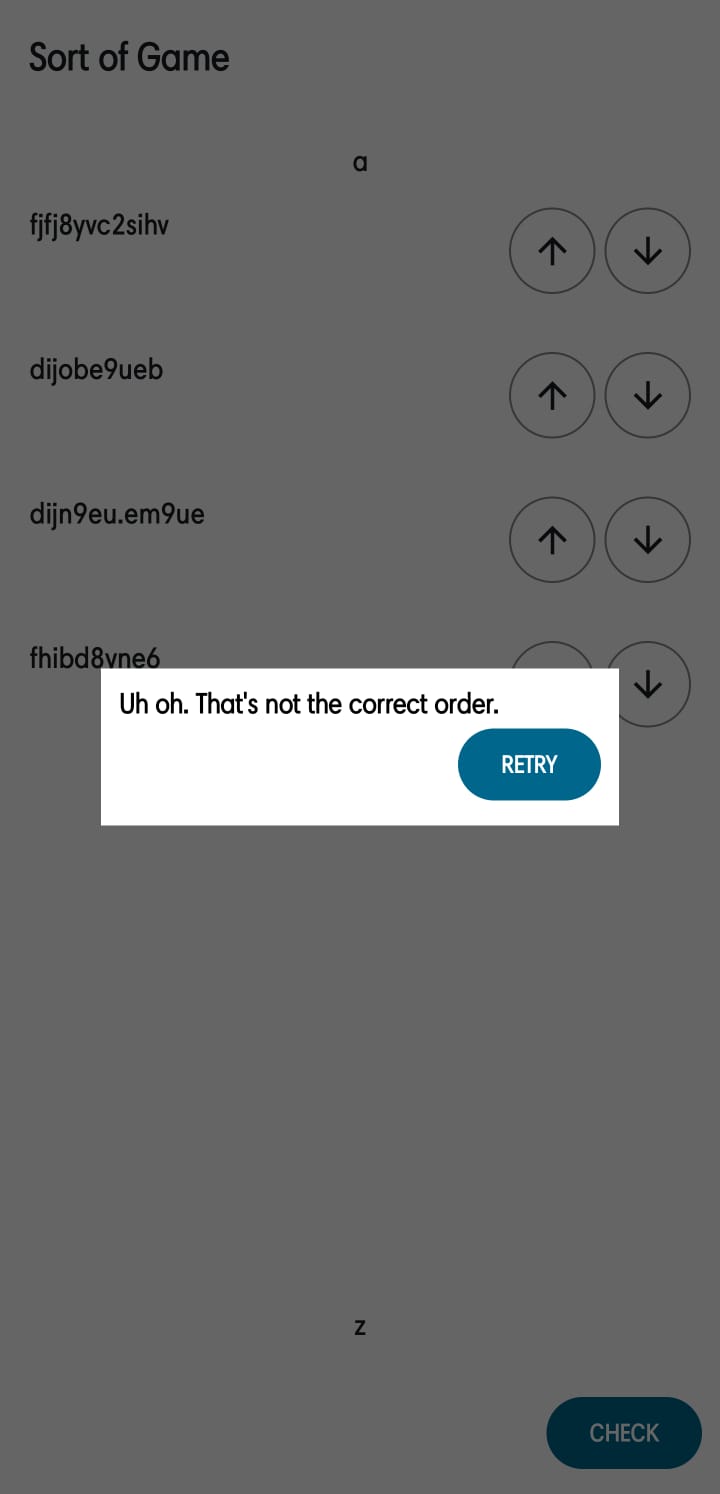 Sort of Game
a
fjfj8yvc2sihv
dijobe9ueb
dijn9eu.em9ue
fhibd8yne6
Uh oh. That's not the correct order.
RETRY
z
CHECK